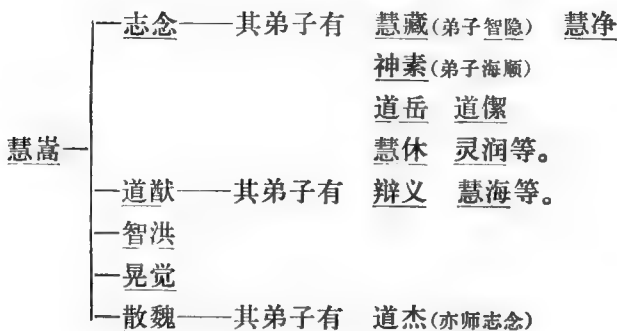 志念——其弟子有 慧藏(弟子智隐) 慧净
神素(弟子海顺)
道岳 道傑
慧嵩 慧休 灵润等。
道猷——其弟子有 辩义 慧海等。
智洪
晃觉
散魏——其弟子有 道杰(亦师志念)